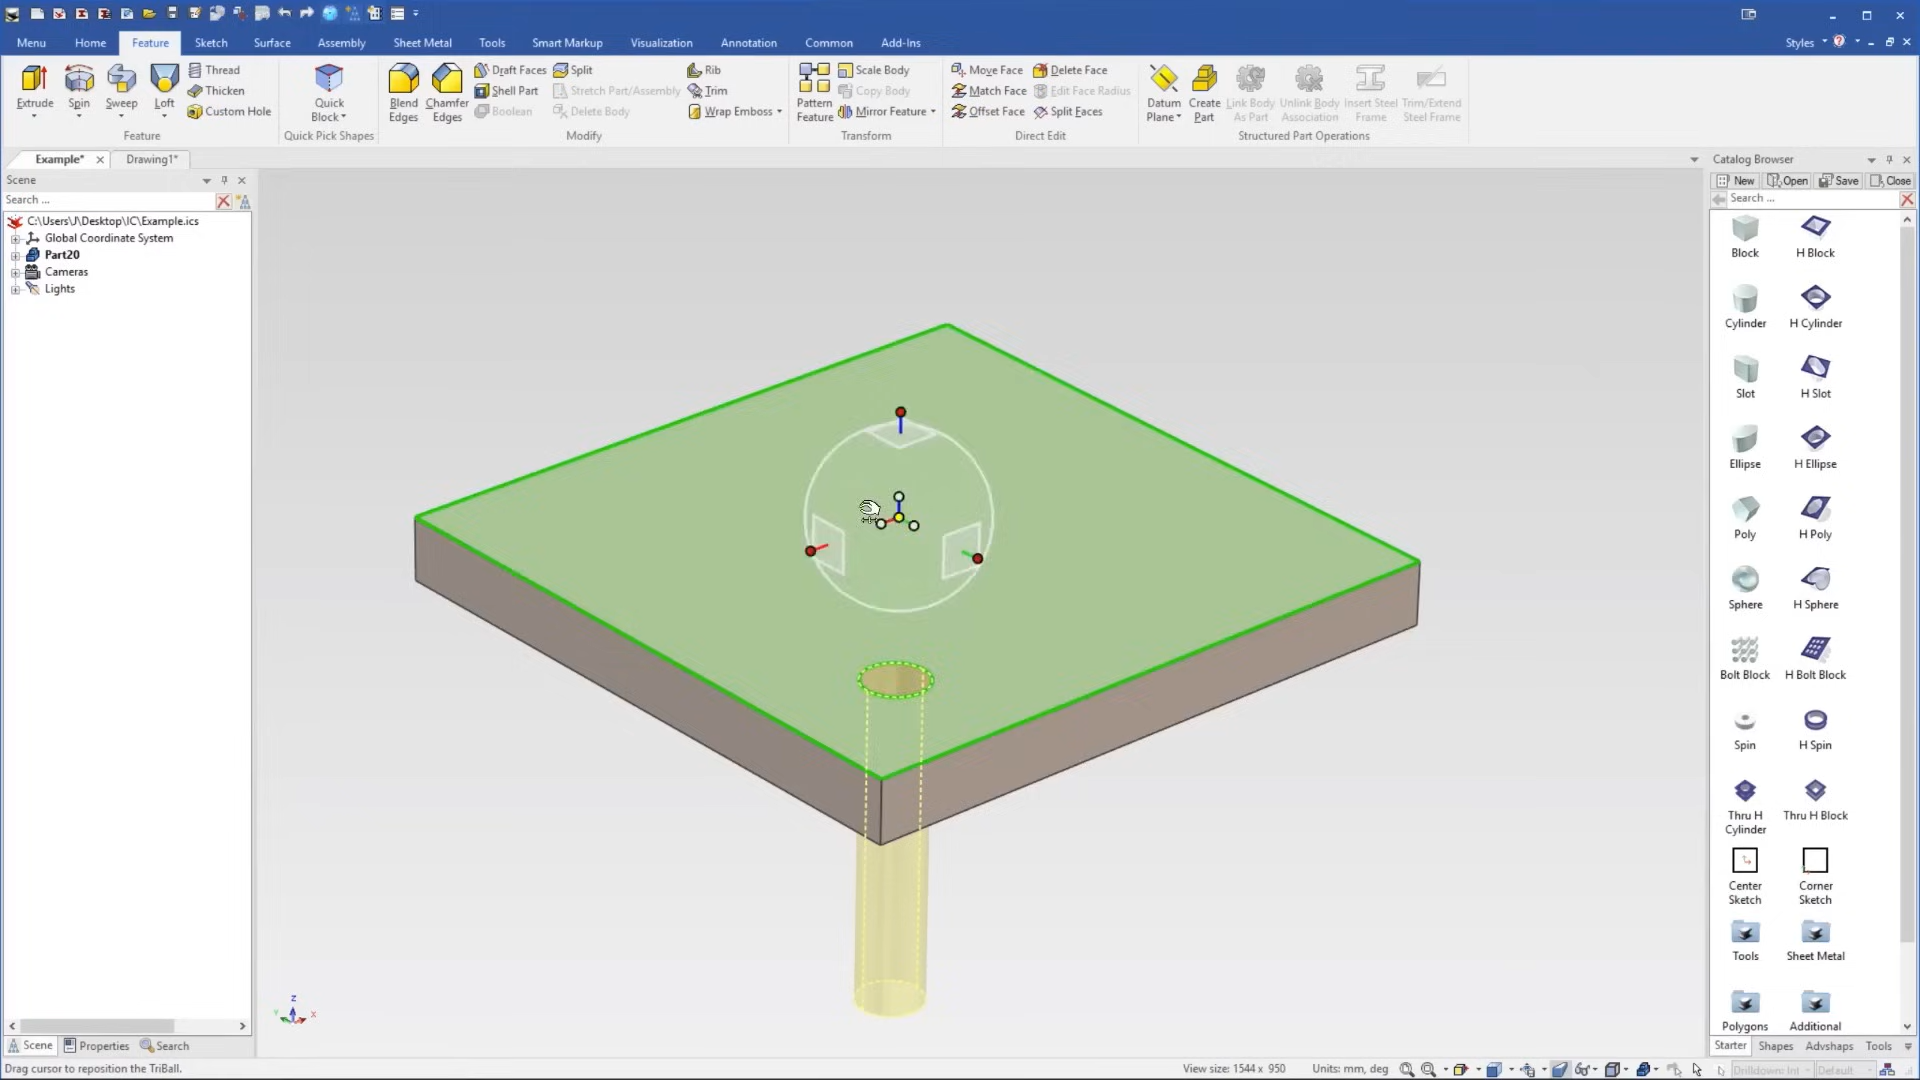 Menu Home Feature Sketch Surface Assembly Sheet Metal Tools Smart Markup Visualization Annotation Common Add-Ins Styles
Extrude Spin Sweep Loft Thread Thicken Custom Hole
Feature
Quick Block
Quick Pick Shapes
Blend Edges Chamfer Edges Draft Faces Shell Part Boolean Split Stretch Part/Assembly Delete Body Rib Trim Wrap Emboss
Modify
Pattern Feature Scale Body Copy Body Mirror Feature
Transform
Move Face Match Face Offset Face Delete Face Edit Face Radius Split Faces
Direct Edit
Datum Plane Create Part Link Body As Part Unlink Body Association Insert Steel Frame Trim/Extend Steel Frame
Structured Part Operations
Example* Drawing1*
Scene
Search ...
C:\Users\J\Desktop\IC\Example.ics
Global Coordinate System
Part20
Cameras
Lights
Z
Y X
Scene Properties Search
Catalog Browser
New Open Save Close
Search ...
Block H Block
Cylinder H Cylinder
Slot H Slot
Ellipse H Ellipse
Poly H Poly
Sphere H Sphere
Bolt Block H Bolt Block
Spin H Spin
Thru H Cylinder Thru H Block
Center Sketch Corner Sketch
Tools Sheet Metal
Polygons Additional
Starter Shapes Advshaps Tools
Drag cursor to reposition the TriBall. View size: 1544 x 950 Units: mm, deg Drilldown: Int Default